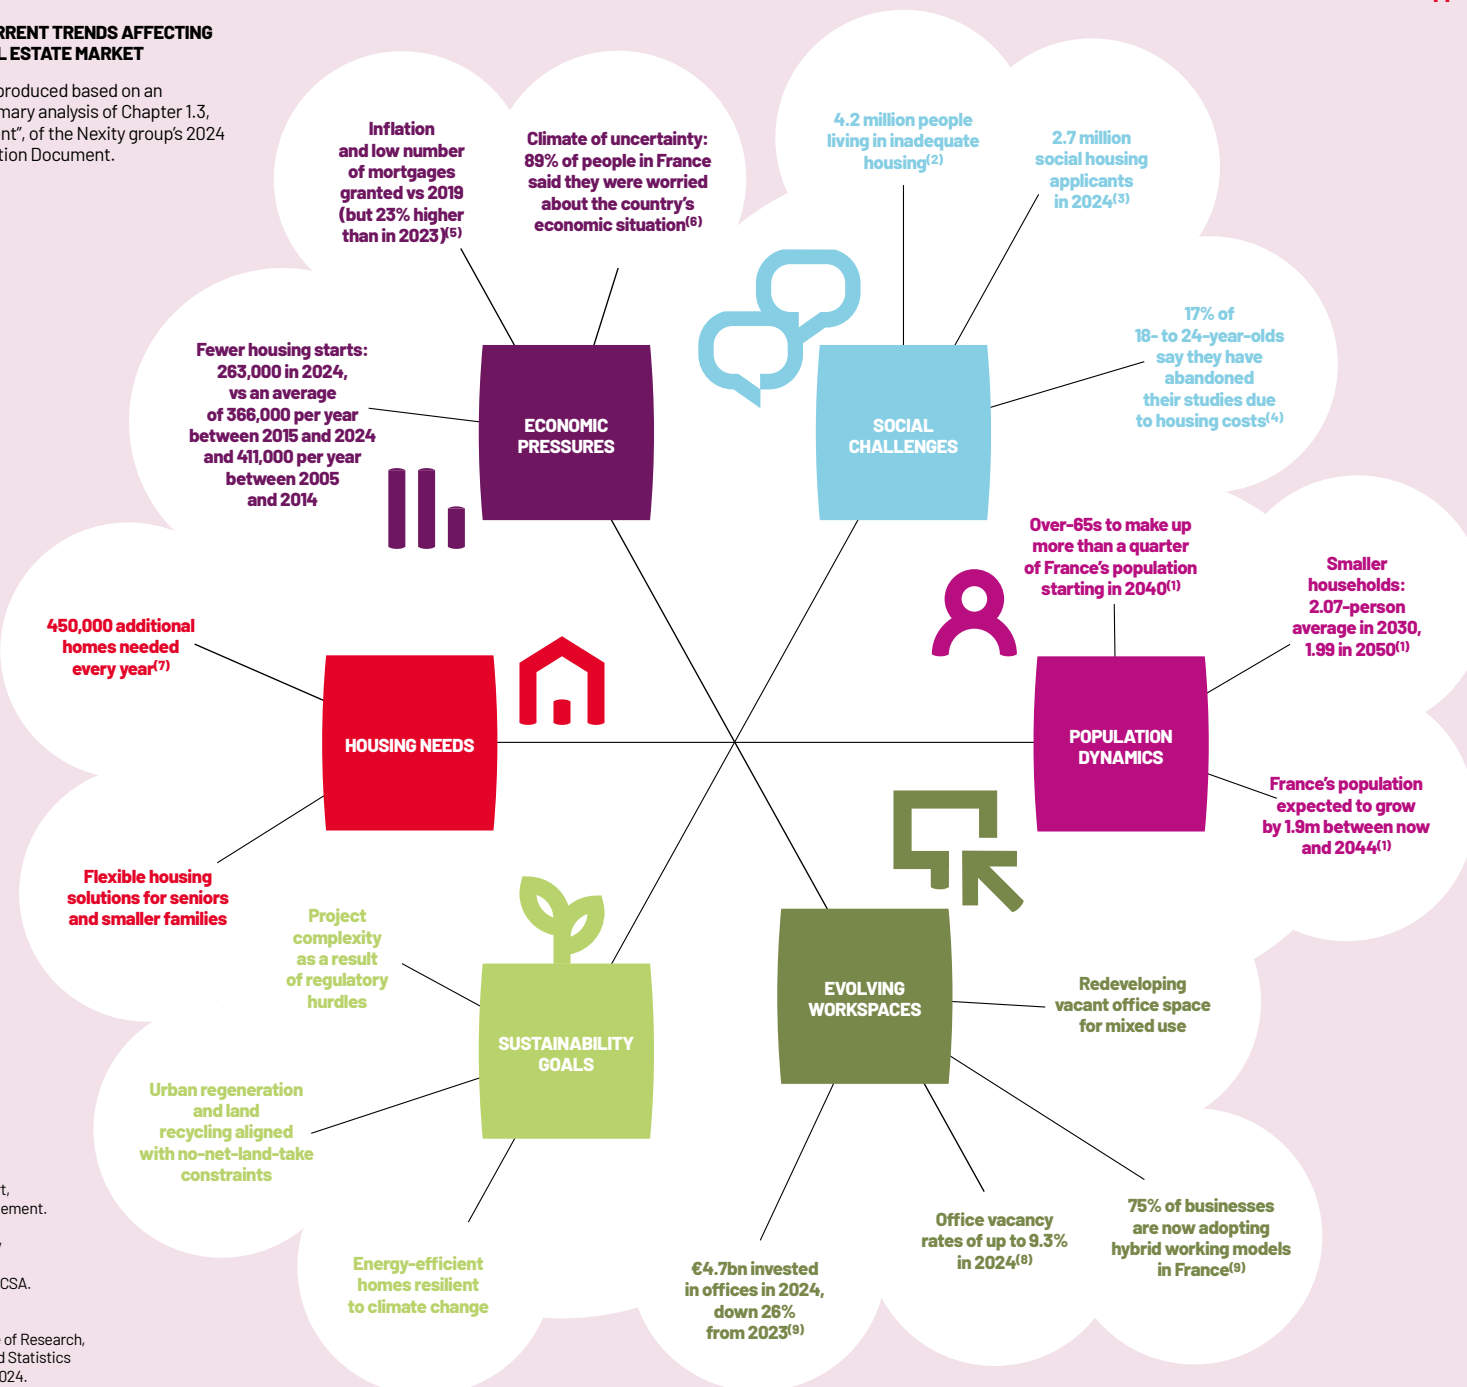 RRENT TRENDS AFFECTING
L ESTATE MARKET
produced based on an
mary analysis of Chapter 1.3,
nt”, of the Nexity group’s 2024
tion Document.
Inflation
and low number
of mortgages
granted vs 2019
(but 23% higher
than in 2023)(5)
Climate of uncertainty:
89% of people in France
said they were worried
about the country’s
economic situation(6)
4.2 million people
living in inadequate
housing(2)
2.7 million
social housing
applicants
in 2024(3)
Fewer housing starts:
263,000 in 2024,
vs an average
of 366,000 per year
between 2015 and 2024
and 411,000 per year
between 2005
and 2014
ECONOMIC
PRESSURES
SOCIAL
CHALLENGES
17% of
18- to 24-year-olds
say they have
abandoned
their studies due
to housing costs(4)
Over-65s to make up
more than a quarter
of France’s population
starting in 2040(1)
Smaller
households:
2.07-person
average in 2030,
1.99 in 2050(1)
450,000 additional
homes needed
every year(7)
HOUSING NEEDS
POPULATION
DYNAMICS
France’s population
expected to grow
by 1.9m between now
and 2044(1)
Flexible housing
solutions for seniors
and smaller families
Project
complexity
as a result
of regulatory
hurdles
SUSTAINABILITY
GOALS
EVOLVING
WORKSPACES
Redeveloping
vacant office space
for mixed use
Urban regeneration
and land
recycling aligned
with no-net-land-take
constraints
Energy-efficient
homes resilient
to climate change
€4.7bn invested
in offices in 2024,
down 26%
from 2023(9)
Office vacancy
rates of up to 9.3%
in 2024(8)
75% of businesses
are now adopting
hybrid working models
in France(9)
t,
ement.
CSA.
of Research,
d Statistics
024.